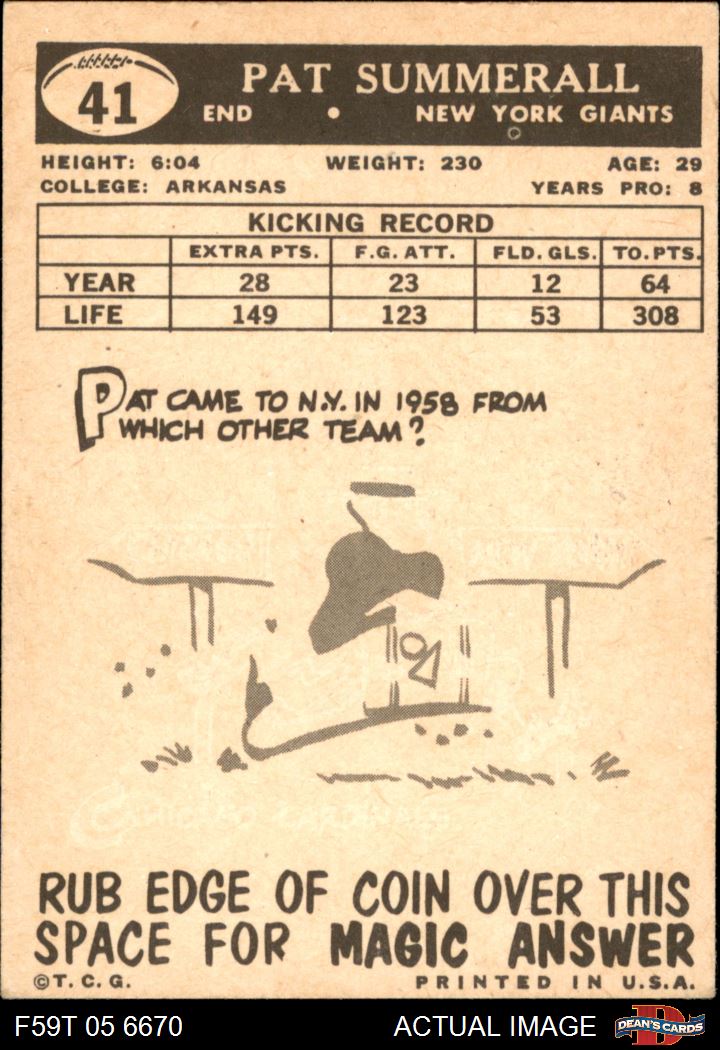 41
PAT SUMMERALL
END • NEW YORK GIANTS
HEIGHT: 6:04 WEIGHT: 230 AGE: 29
COLLEGE: ARKANSAS YEARS PRO: 8
KICKING RECORD
EXTRA PTS. F.G. ATT. FLD. GLS. TO. PTS.
YEAR 28 23 12 64
LIFE 149 123 53 308
PAT CAME TO N.Y. IN 1958 FROM
WHICH OTHER TEAM?
CHICAGO CARDINALS
RUB EDGE OF COIN OVER THIS
SPACE FOR MAGIC ANSWER
©T. C. G. PRINTED IN U.S.A.
F59T 05 6670 ACTUAL IMAGE DEAN'S CARDS